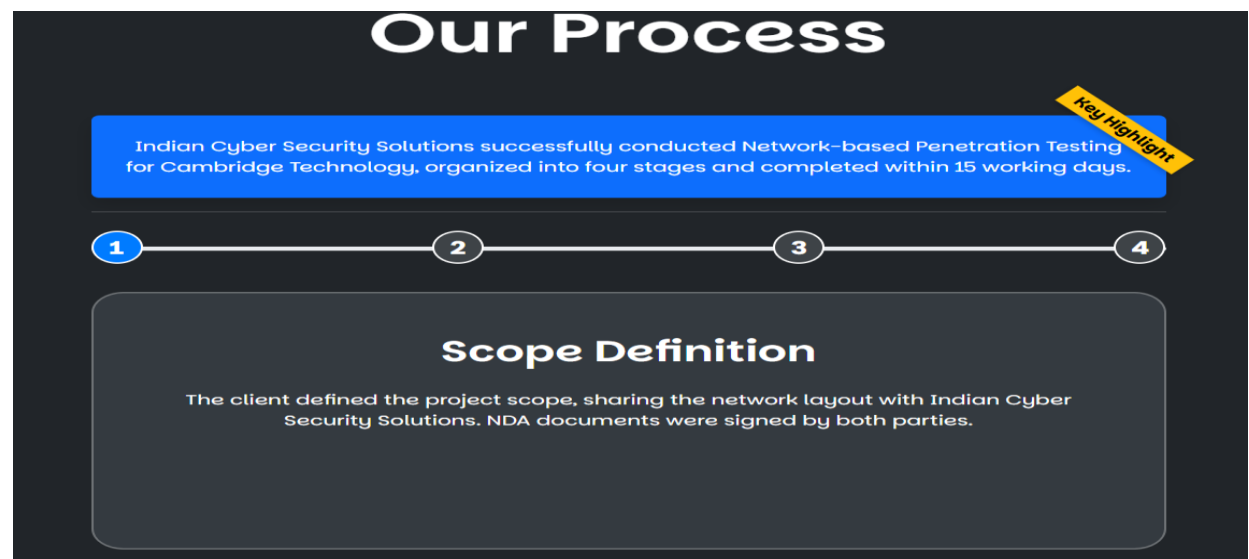 Our Process
Key Highlight
Indian Cyber Security Solutions successfully conducted Network-based Penetration Testing
for Cambridge Technology, organized into four stages and completed within 15 working days.
1 2 3 4
Scope Definition
The client defined the project scope, sharing the network layout with Indian Cyber
Security Solutions. NDA documents were signed by both parties.